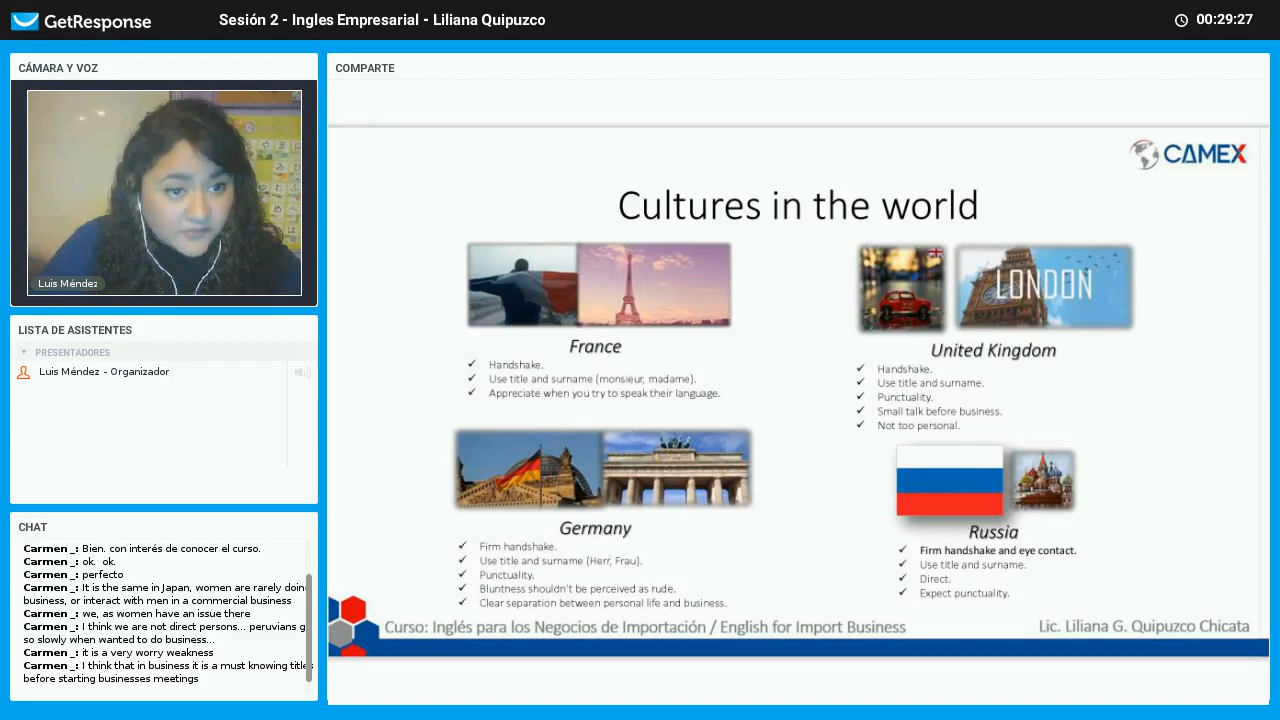 GetResponse
Sesión 2 - Ingles Empresarial - Liliana Quipuzco
00:29:27
CÁMARA Y VOZ
Luis Méndez
LISTA DE ASISTENTES
PRESENTADORES
Luis Méndez - Organizador
CHAT
Carmen _: Bien. con interés de conocer el curso.
Carmen _: ok. ok.
Carmen _: perfecto
Carmen _: It is the same in Japan, women are rarely doin
business, or interact with men in a commercial business
Carmen _: we, as women have an issue there
Carmen _: I think we are not direct persons... peruvians g
so slowly when wanted to do business...
Carmen _: it is a very worry weakness
Carmen _: I think that in business it is a must knowing titles
before starting businesses meetings
COMPARTE
CAMEX
Cultures in the world
France
Handshake.
Use title and surname (monsieur, madame).
Appreciate when you try to speak their language.
LONDON
United Kingdom
Handshake.
Use title and surname.
Punctuality.
Small talk before business.
Not too personal.
Germany
Firm handshake.
Use title and surname (Herr, Frau).
Punctuality.
Bluntness shouldn't be perceived as rude.
Clear separation between personal life and business.
Russia
Firm handshake and eye contact.
Use title and surname.
Direct.
Expect punctuality.
Curso: Inglés para los Negocios de Importación / English for Import Business
Lic. Liliana G. Quipuzco Chicata